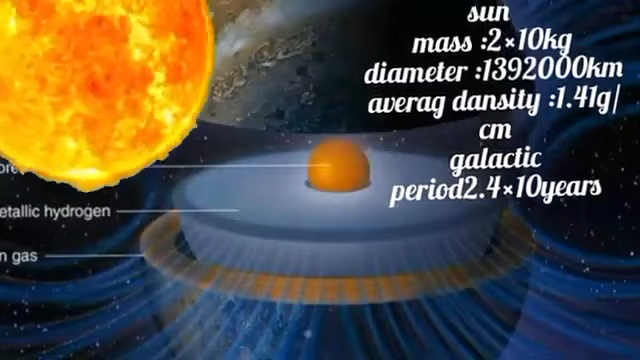 sun
mass :2×10kg
diameter :1392000km
averag dansity :1.41g/
cm
galactic
period2.4×10years
etallic hydrogen
n gas